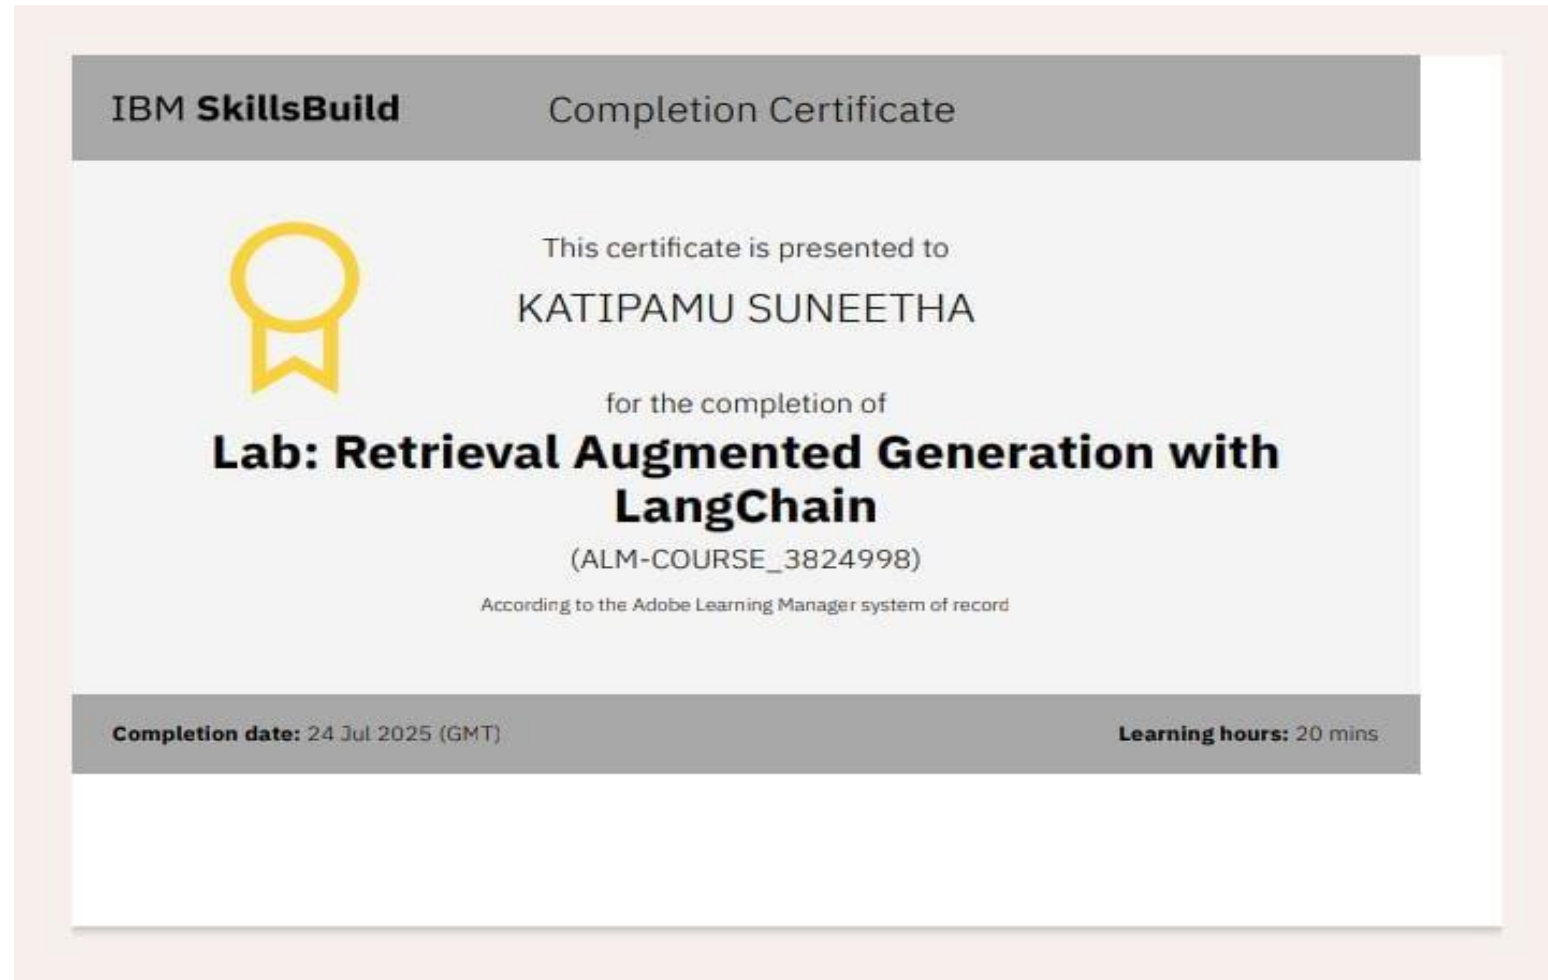 IBM SkillsBuild
Completion Certificate
This certificate is presented to
KATIPAMU SUNEETHA
for the completion of
Lab: Retrieval Augmented Generation with
LangChain
(ALM-COURSE_3824998)
According to the Adobe Learning Manager system of record
Completion date: 24 Jul 2025 (GMT)
Learning hours: 20 mins